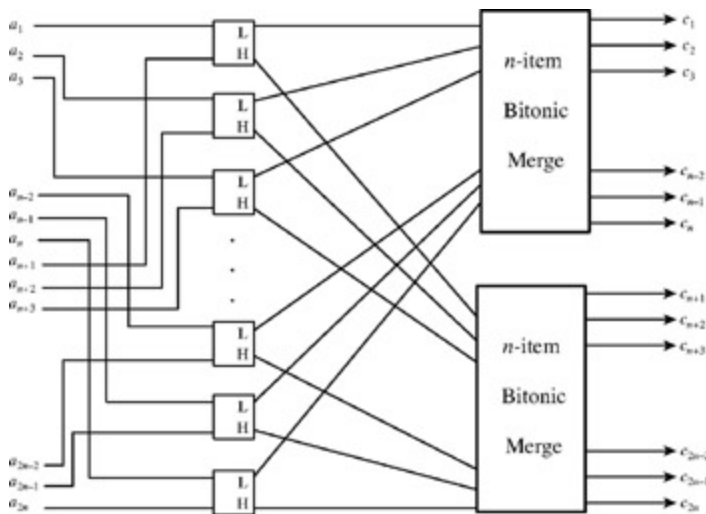 a₁
a₂
a₃
aₙ₋₂
aₙ₋₁
aₙ
aₙ₊₁
aₙ₊₂
aₙ₊₃
a₂ₙ₋₂
a₂ₙ₋₁
a₂ₙ
L
H
L
H
L
H
L
H
L
H
L
H
n-item
Bitonic
Merge
n-item
Bitonic
Merge
c₁
c₂
c₃
cₙ₋₂
cₙ₋₁
cₙ
cₙ₊₁
cₙ₊₂
cₙ₊₃
c₂ₙ₋₂
c₂ₙ₋₁
c₂ₙ